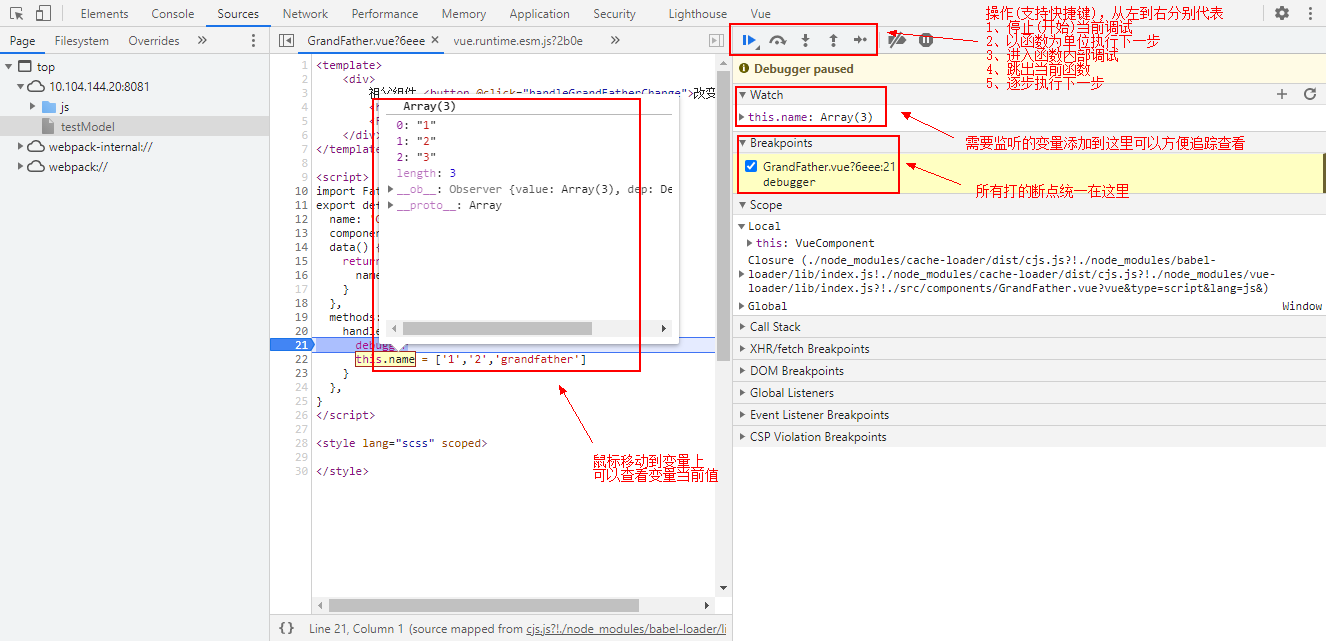 Elements
Console
Sources
Network
Performance
Memory
Application
Security
Lighthouse
Vue
Page
Filesystem
Overrides
»
GrandFather.vue?6eee ×
vue.runtime.esm.js?2b0e
»
操作(支持快捷键)，从左到右分别代表
1、停止(开始)当前调试
2、以函数为单位执行下一步
3、进入函数内部调试
4、跳出当前函数
5、逐步执行下一步
top
10.104.144.20:8081
js
testModel
webpack-internal://
webpack://
1 <template>
2 <div>
3 祖父组件 <button @click="handleGrandFatherChange">改变
4
5
6 </div>
7 </templat
8
9 <script>
10 import Fat
11 export def
12 name: 'G
13 componen
14 data() {
15 return
16 name
17 }
18 },
19 methods:
20 handle
21 debugg
22 this.name = ['1','2','grandfather']
23 }
24 },
25 }
26 </script>
27
28 <style lang="scss" scoped>
29
30 </style>
Array(3)
0: "1"
1: "2"
2: "3"
length: 3
__ob__: Observer {value: Array(3), dep: De
__proto__: Array
鼠标移动到变量上
可以查看变量当前值
{} Line 21, Column 1 (source mapped from cjs.js?!./node_modules/babel-loader/li
Debugger paused
Watch
this.name: Array(3)
需要监听的变量添加到这里可以方便追踪查看
Breakpoints
GrandFather.vue?6eee:21
debugger
所有打的断点统一在这里
Scope
Local
this: VueComponent
Closure (./node_modules/cache-loader/dist/cjs.js?!./node_modules/babel-
loader/lib/index.js!./node_modules/cache-loader/dist/cjs.js?!./node_modules/vue-
loader/lib/index.js?!./src/components/GrandFather.vue?vue&type=script&lang=js&)
Global Window
Call Stack
XHR/fetch Breakpoints
DOM Breakpoints
Global Listeners
Event Listener Breakpoints
CSP Violation Breakpoints